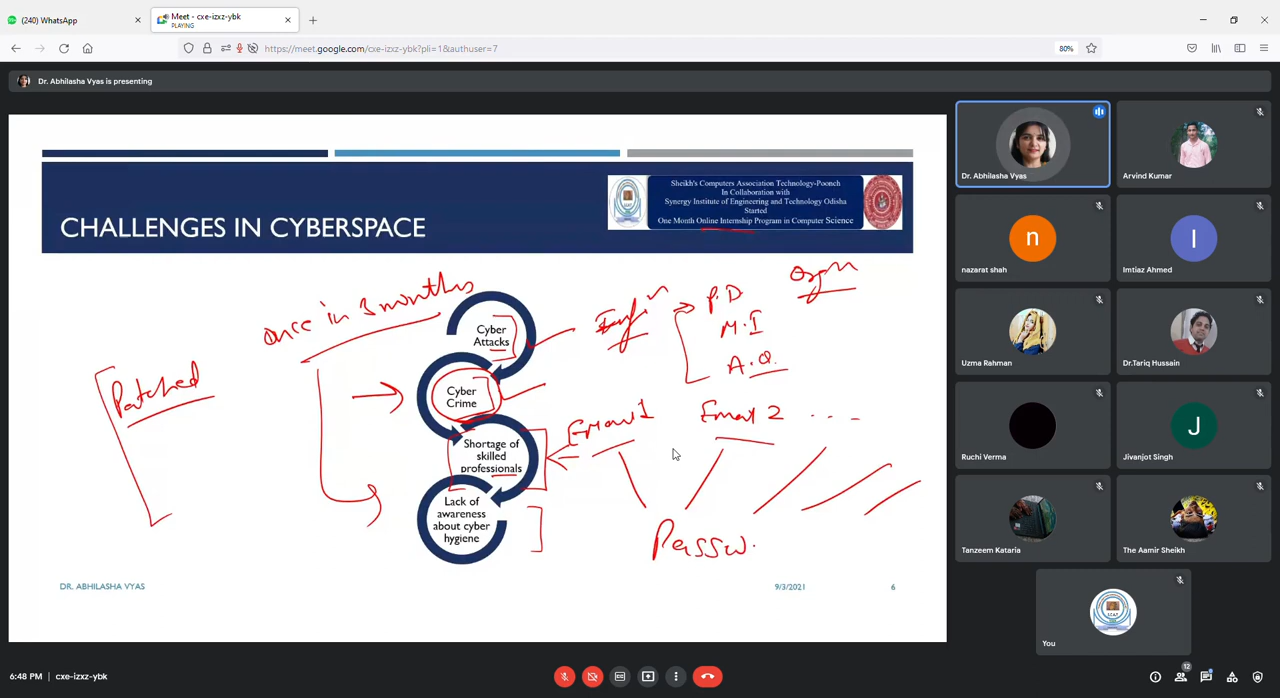 (240) WhatsApp
Meet - cxe-izxz-ybk
PLAYING
https://meet.google.com/cxe-izxz-ybk?pli=1&authuser=7
80%
Dr. Abhilasha Vyas is presenting
Sheikh's Computers Association Technology-Poonch
In Collaboration with
Synergy Institute of Engineering and Technology Odisha
Started
One Month Online Internship Program in Computer Science
CHALLENGES IN CYBERSPACE
once in 3 months
Patched
Cyber
Attacks
Cyber
Crime
Shortage of
skilled
professionals
Lack of
awareness
about cyber
hygiene
P.D
M.I
A.Q.
Email 1
Email 2 ...
Passw.
DR. ABHILASHA VYAS
9/3/2021
6
Dr. Abhilasha Vyas
Arvind Kumar
nazarat shah
n
Imtiaz Ahmed
I
Uzma Rahman
Dr.Tariq Hussain
Ruchi Verma
Jivanjot Singh
J
Tanzeem Kataria
The Aamir Sheikh
You
6:48 PM | cxe-izxz-ybk
12